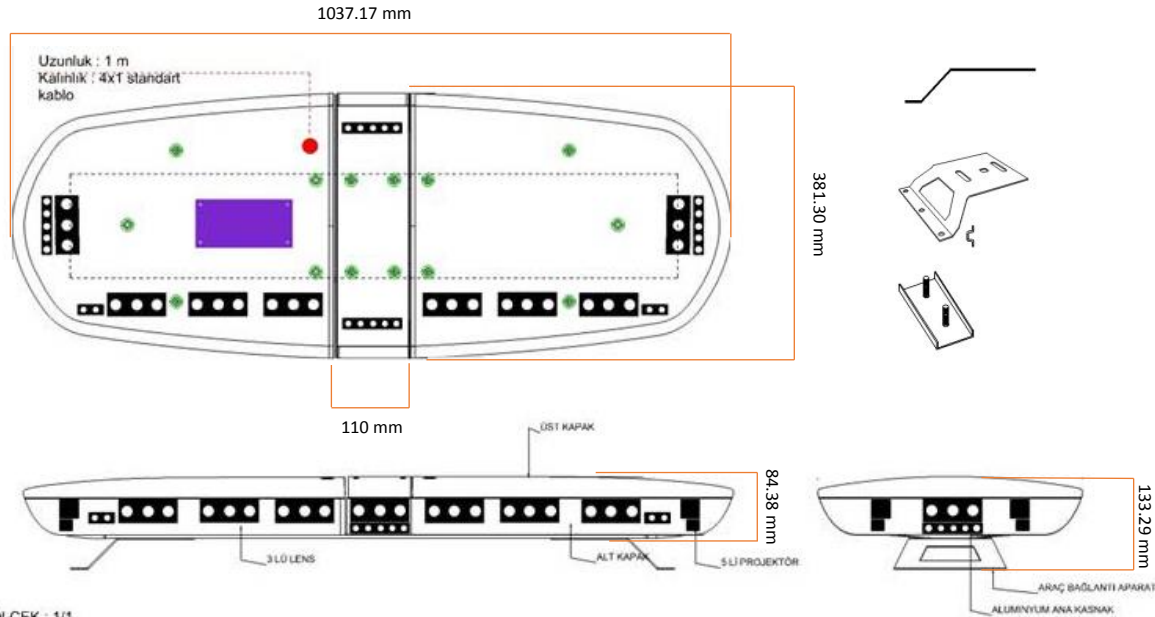 1037.17 mm
Uzunluk : 1 m
Kalınlık : 4x1 standart
kablo
381.30 mm
110 mm
ÜST KAPAK
84.38 mm
133.29 mm
3 LÜ LENS
ALT KAPAK
5 Lİ PROJEKTÖR
ARAÇ BAĞLANTI APARAT
ALUMINYUM ANA KASNAK